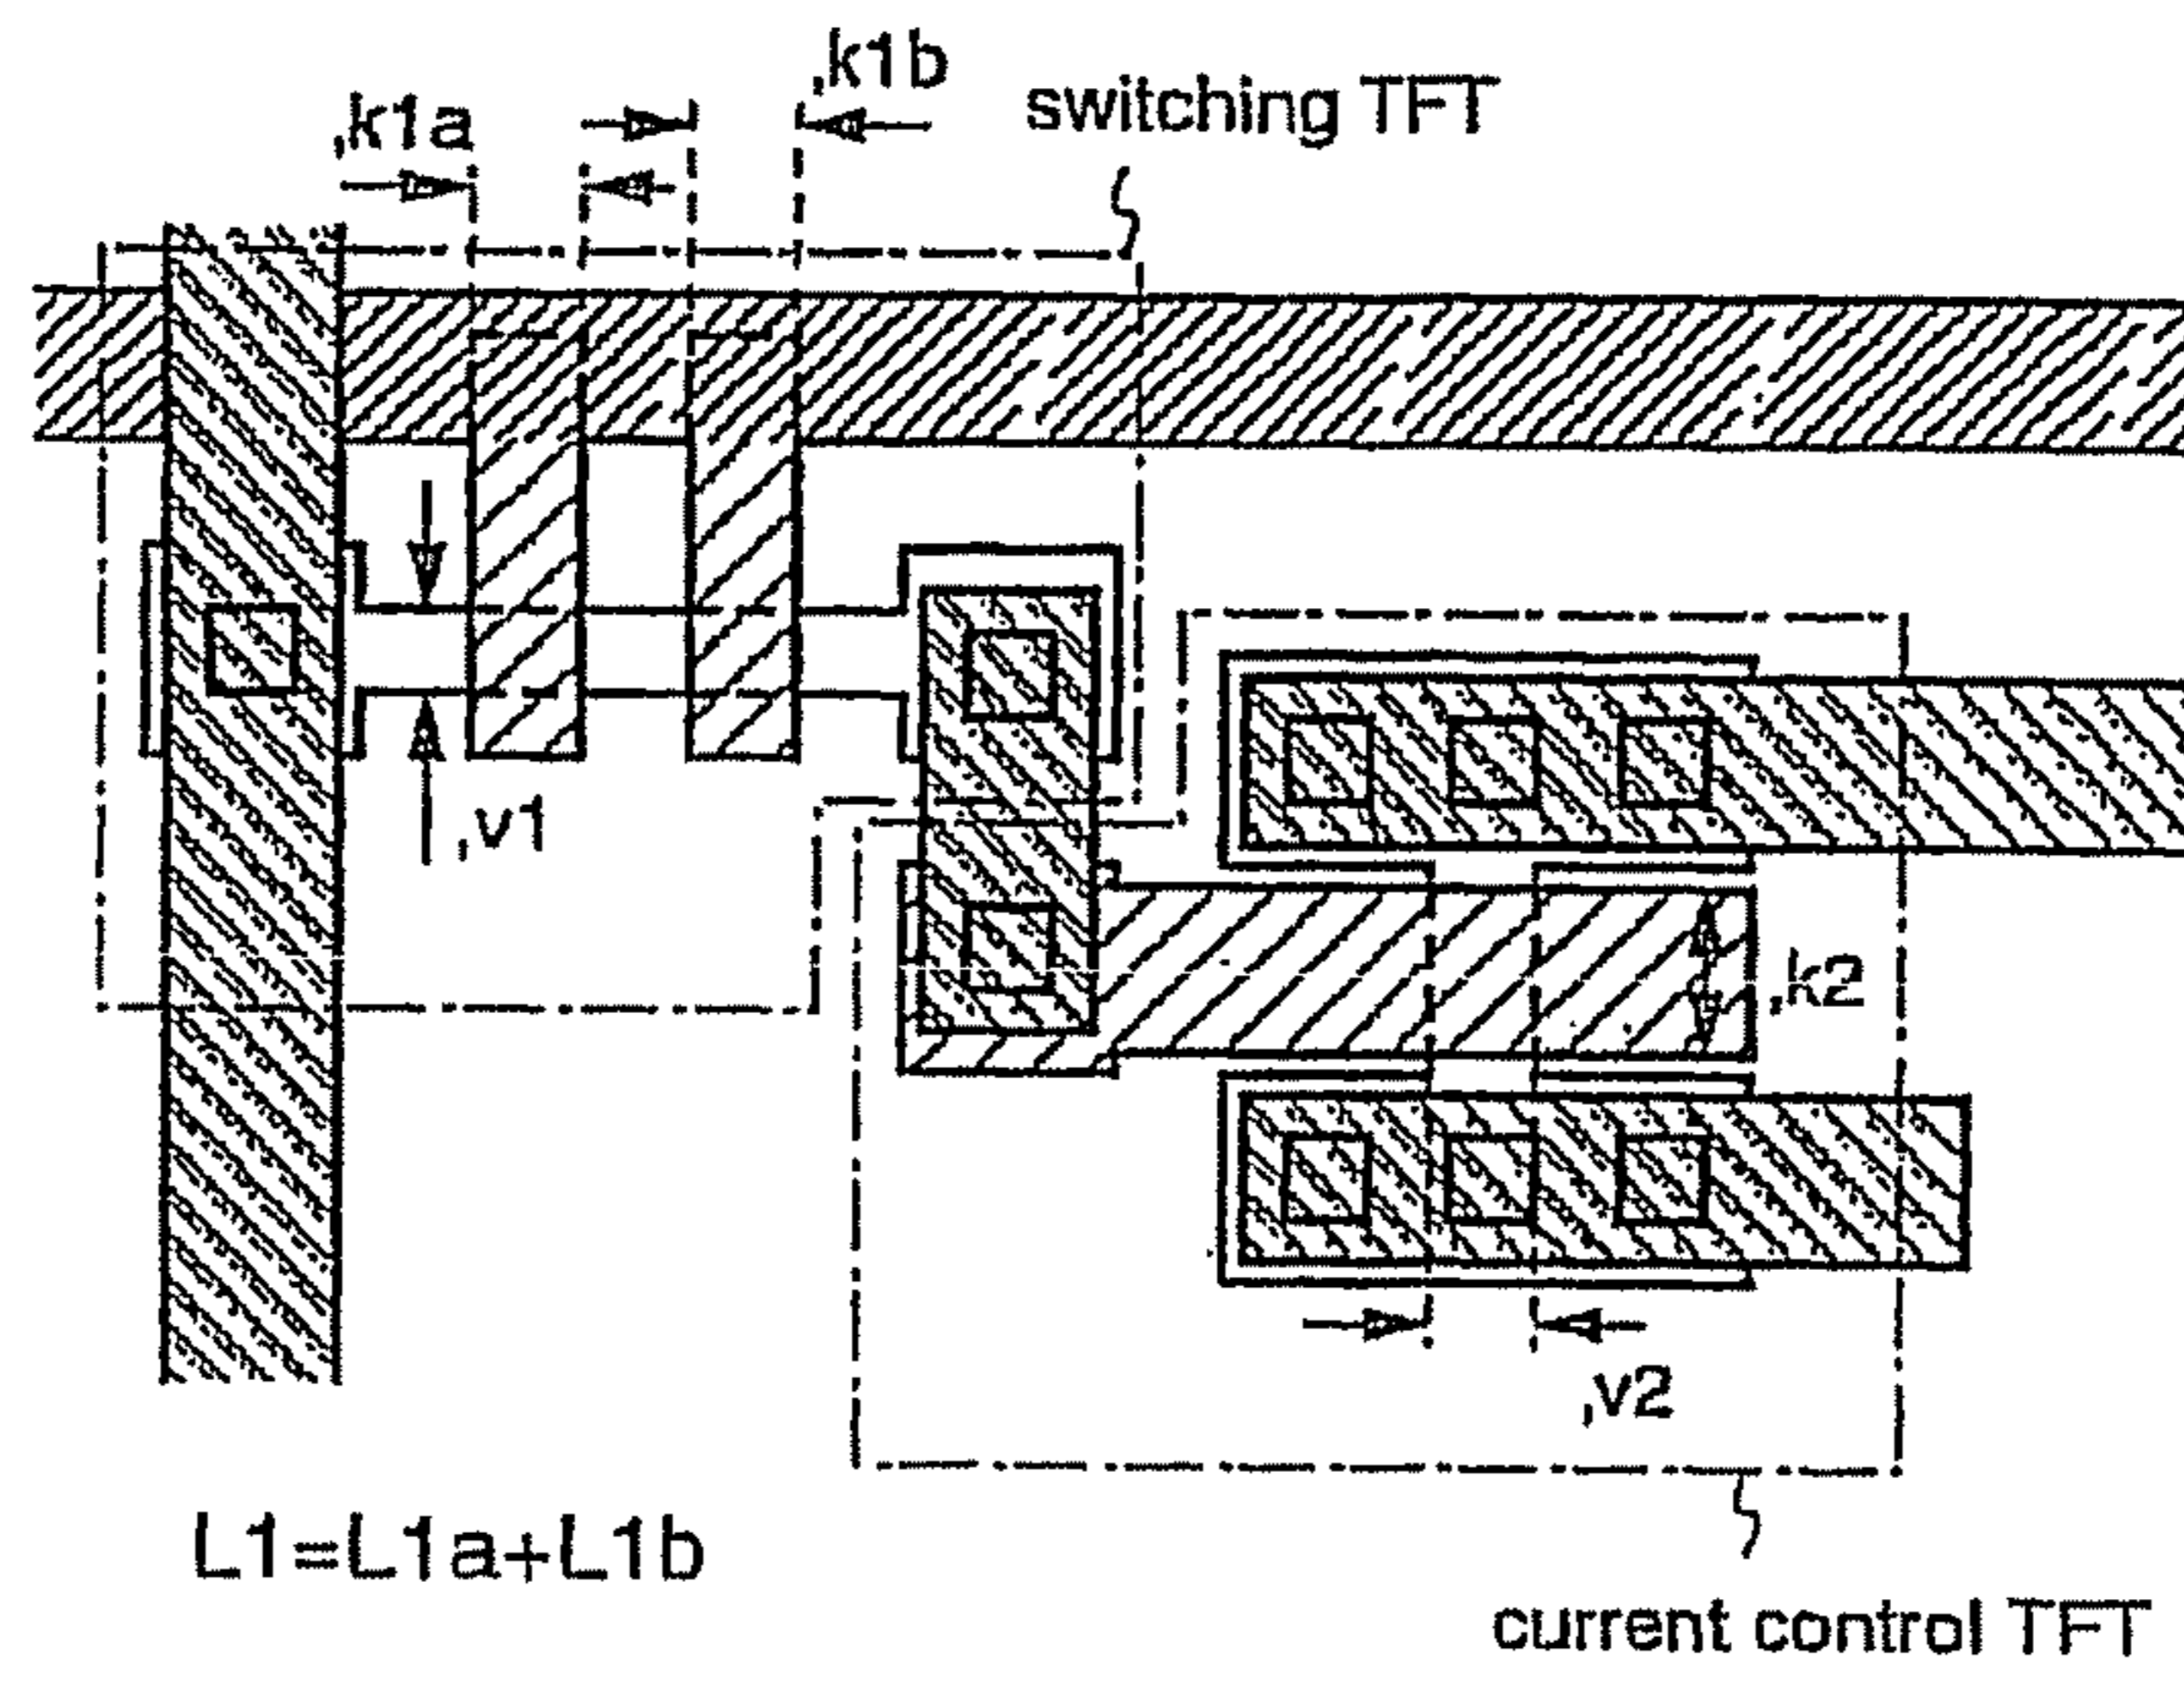 ,k1b
switching TFT
,k1a
,v1
,k2
,v2
L1=L1a+L1b
current control TFT